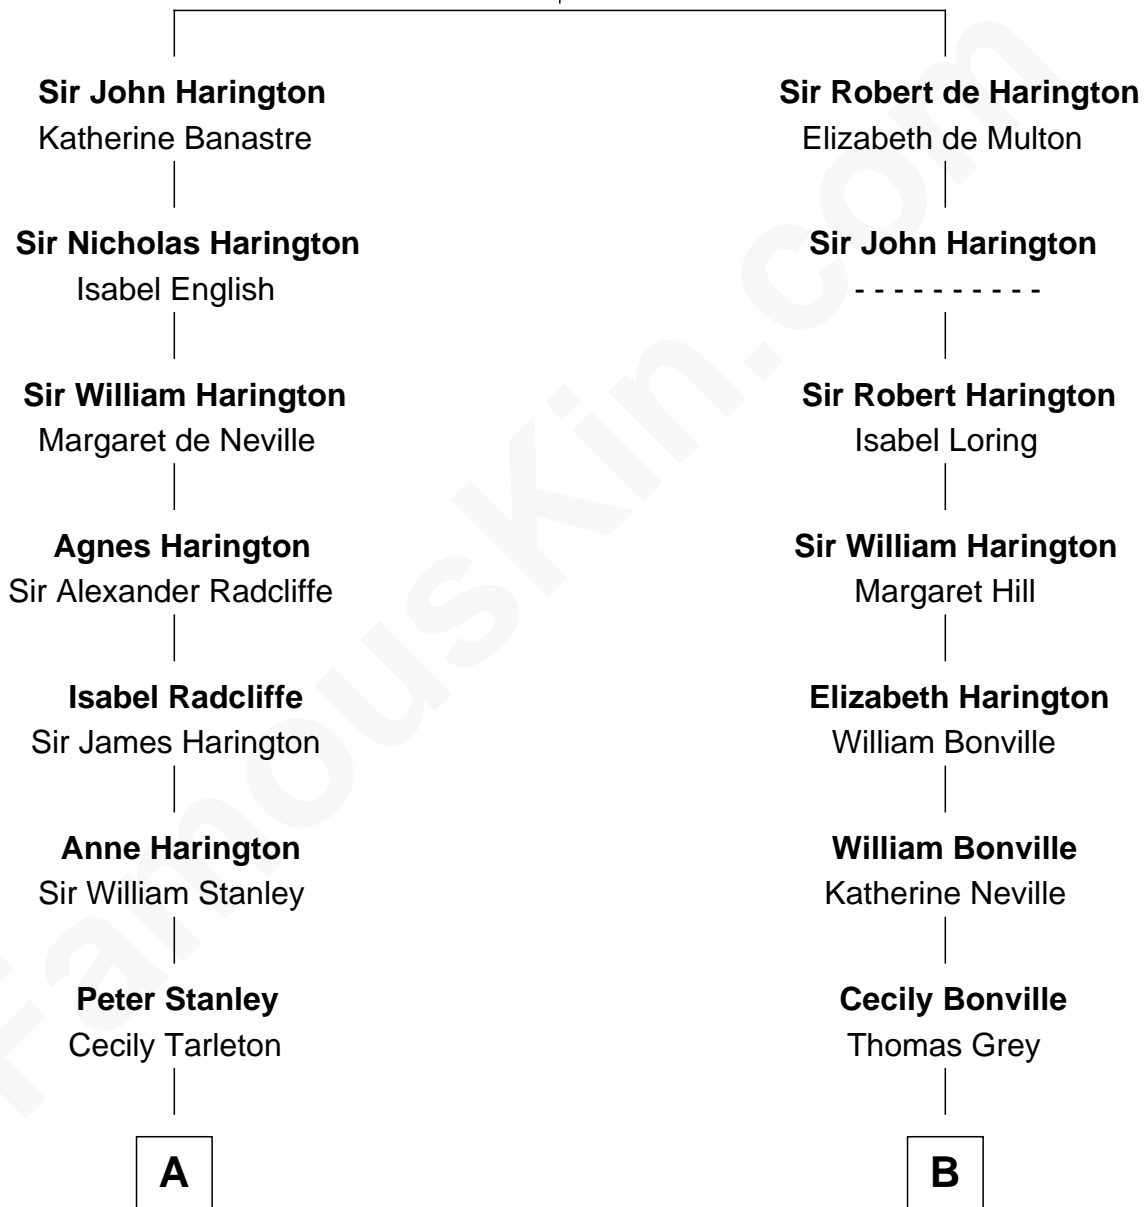 Sir John Harington
Katherine Banastre
Sir Nicholas Harington
Isabel English
Sir William Harington
Margaret de Neville
Agnes Harington
Sir Alexander Radcliffe
Isabel Radcliffe
Sir James Harington
Anne Harington
Sir William Stanley
Peter Stanley
Cecily Tarleton
A
Sir Robert de Harington
Elizabeth de Multon
Sir John Harington
- - - - - - - - - -
Sir Robert Harington
Isabel Loring
Sir William Harington
Margaret Hill
Elizabeth Harington
William Bonville
William Bonville
Katherine Neville
Cecily Bonville
Thomas Grey
B
FamousKin.com